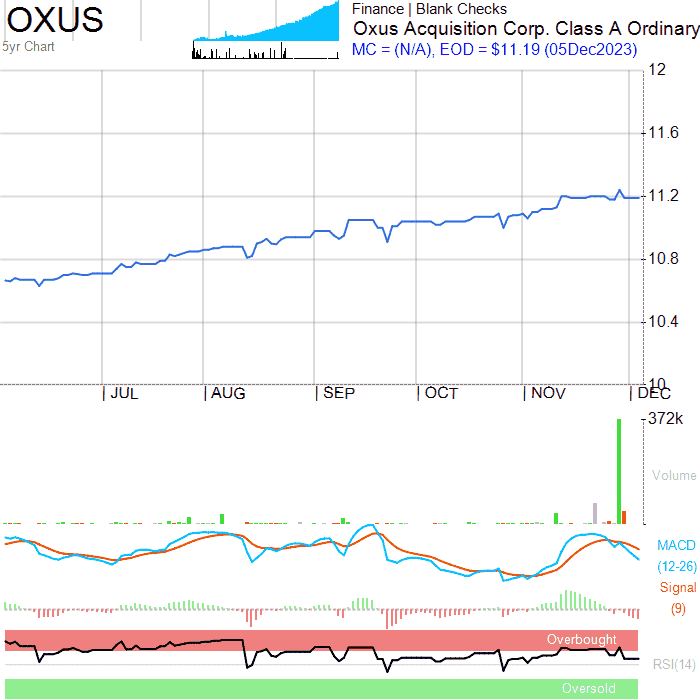 OXUS
5yr Chart
Finance | Blank Checks
Oxus Acquisition Corp. Class A Ordinary
MC = (N/A), EOD = $11.19 (05Dec2023)
12
11.6
11.2
10.8
10.4
10
| JUL | AUG | SEP | OCT | NOV | DEC
372k
Volume
MACD
(12-26)
Signal
(9)
Overbought
RSI(14)
Oversold